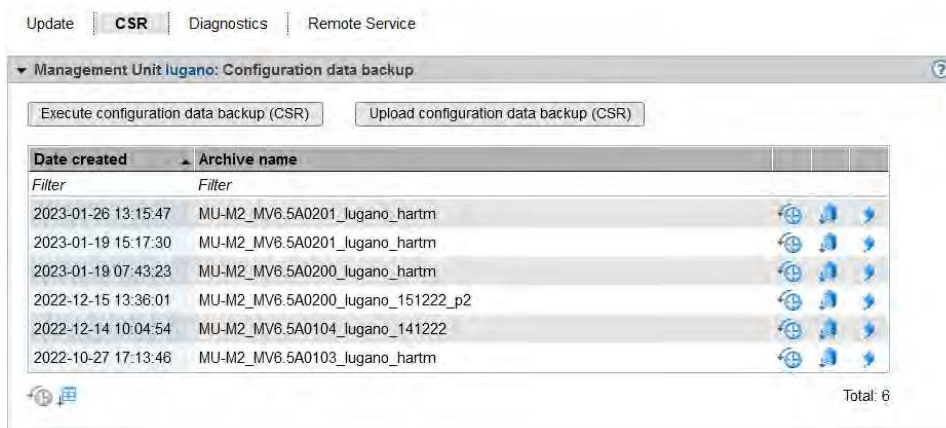 Update CSR Diagnostics Remote Service
Management Unit lugano: Configuration data backup ?
Execute configuration data backup (CSR) Upload configuration data backup (CSR)
Date created Archive name
Filter Filter
2023-01-26 13:15:47 MU-M2_MV6.5A0201_lugano_hartm
2023-01-19 15:17:30 MU-M2_MV6.5A0201_lugano_hartm
2023-01-19 07:43:23 MU-M2_MV6.5A0200_lugano_hartm
2022-12-15 13:36:01 MU-M2_MV6.5A0200_lugano_151222_p2
2022-12-14 10:04:54 MU-M2_MV6.5A0104_lugano_141222
2022-10-27 17:13:46 MU-M2_MV6.5A0103_lugano_hartm
Total: 6